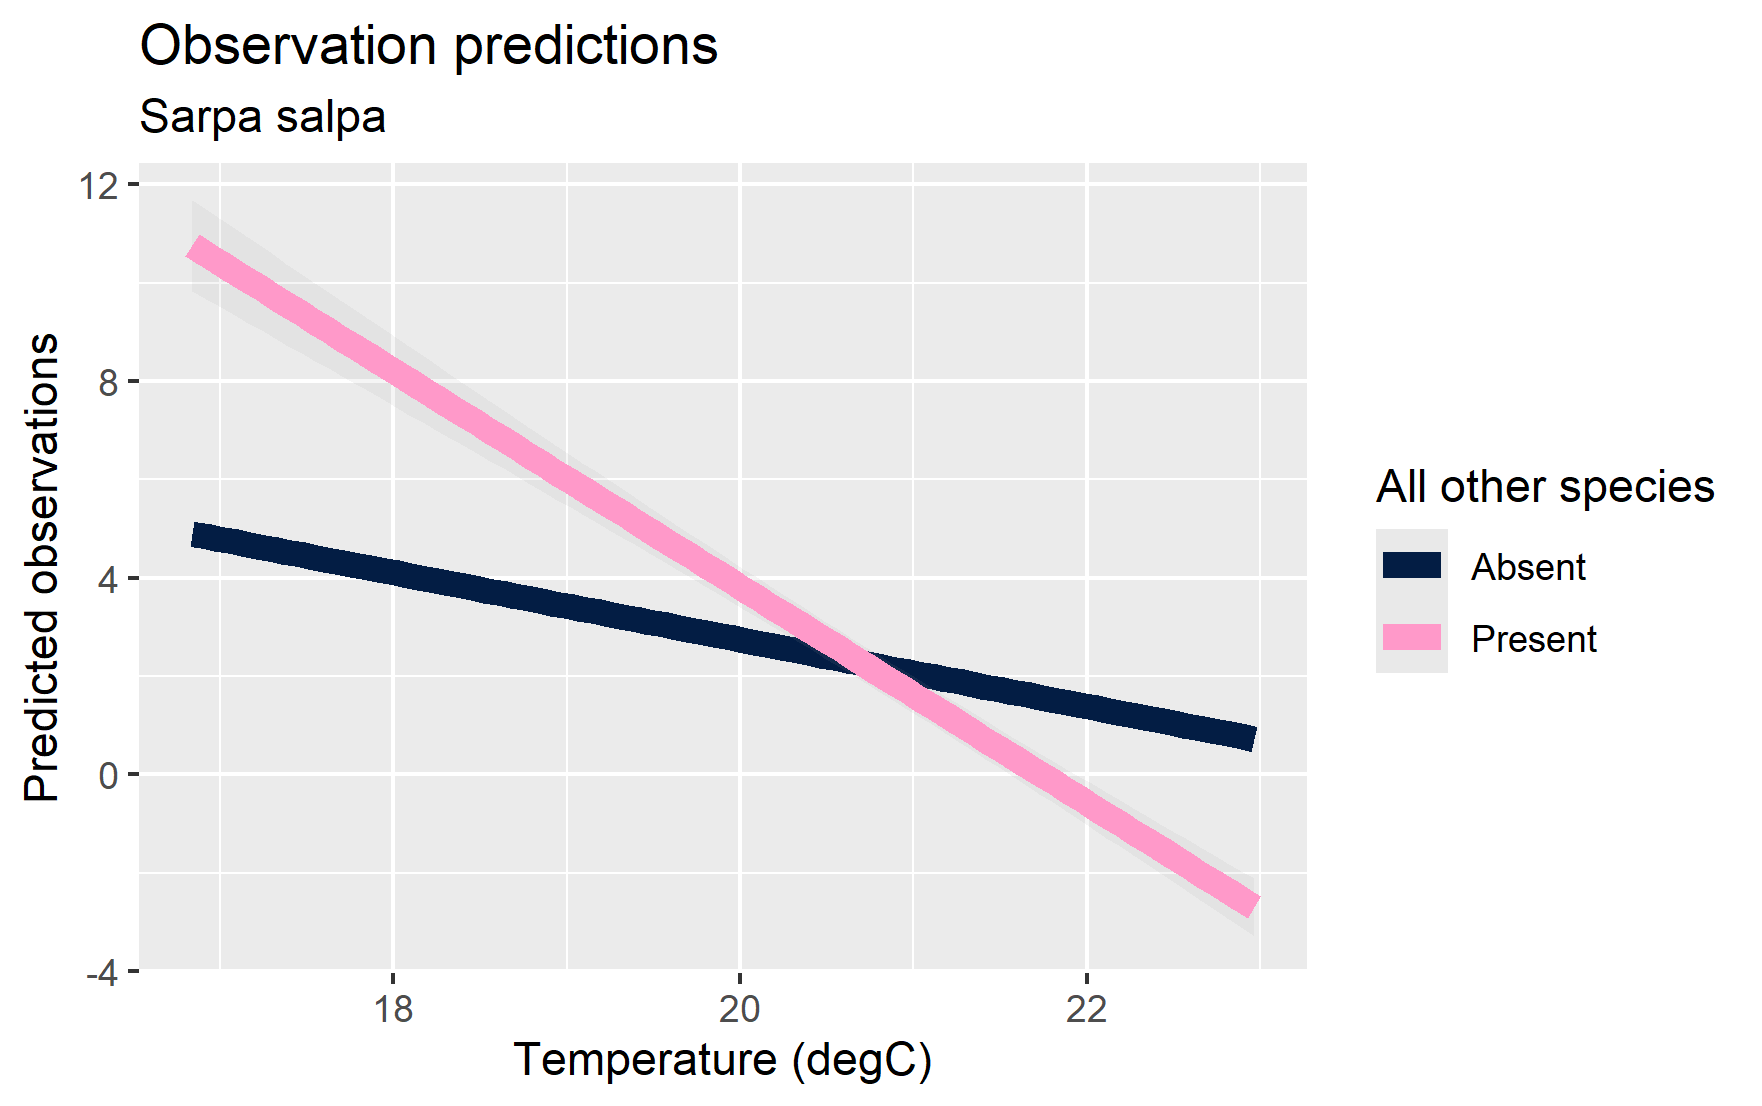 Observation predictions
Sarpa salpa
12
8
4
0
-4
Predicted observations
18 20 22
Temperature (degC)
All other species
Absent
Present